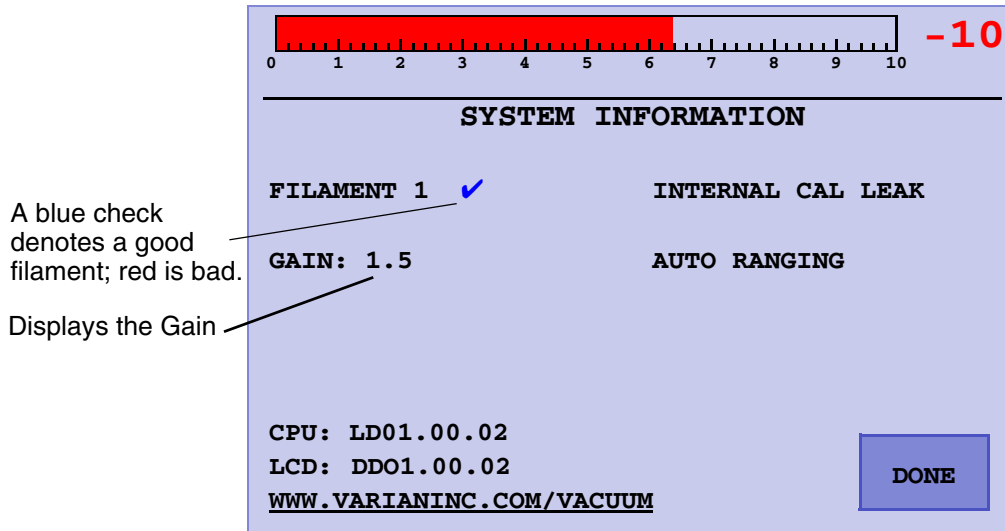 -10
0 1 2 3 4 5 6 7 8 9 10
SYSTEM INFORMATION
FILAMENT 1 ✔ INTERNAL CAL LEAK
A blue check
denotes a good
filament; red is bad.
GAIN: 1.5 AUTO RANGING
Displays the Gain
CPU: LD01.00.02
LCD: DDO1.00.02
WWW.VARIANINC.COM/VACUUM
DONE